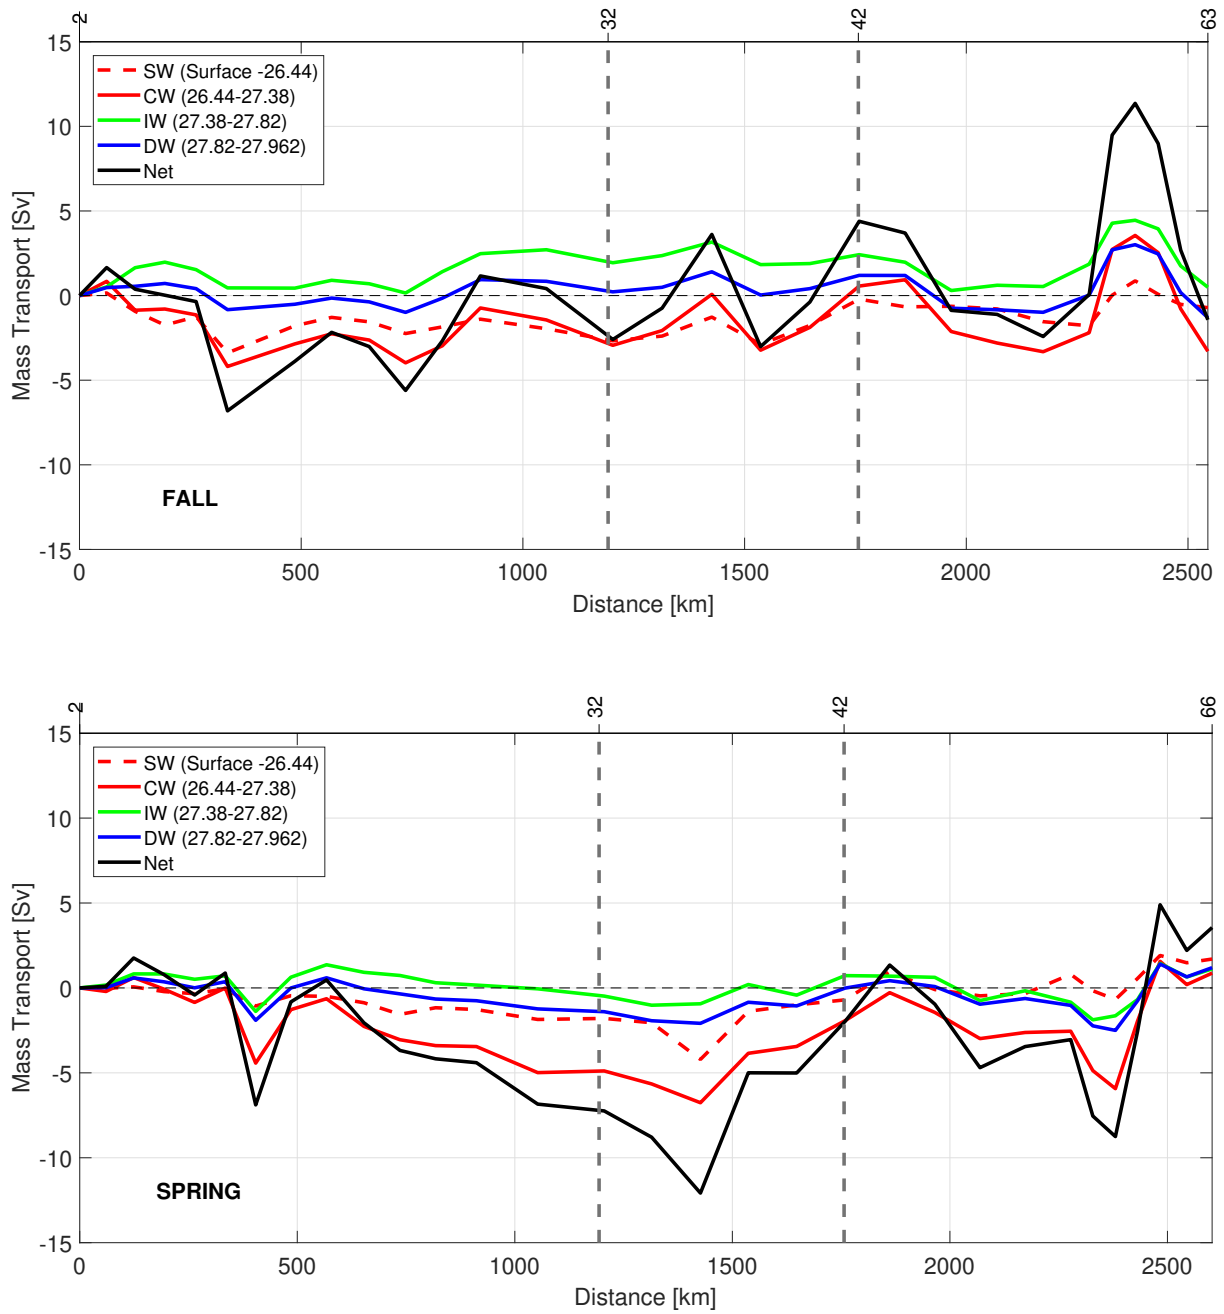 2 32 42 63
15
10
5
0
-5
-10
-15
Mass Transport [Sv]
SW (Surface -26.44)
CW (26.44-27.38)
IW (27.38-27.82)
DW (27.82-27.962)
Net
FALL
0 500 1000 1500 2000 2500
Distance [km]
2 32 42 66
15
10
5
0
-5
-10
-15
Mass Transport [Sv]
SW (Surface -26.44)
CW (26.44-27.38)
IW (27.38-27.82)
DW (27.82-27.962)
Net
SPRING
0 500 1000 1500 2000 2500
Distance [km]